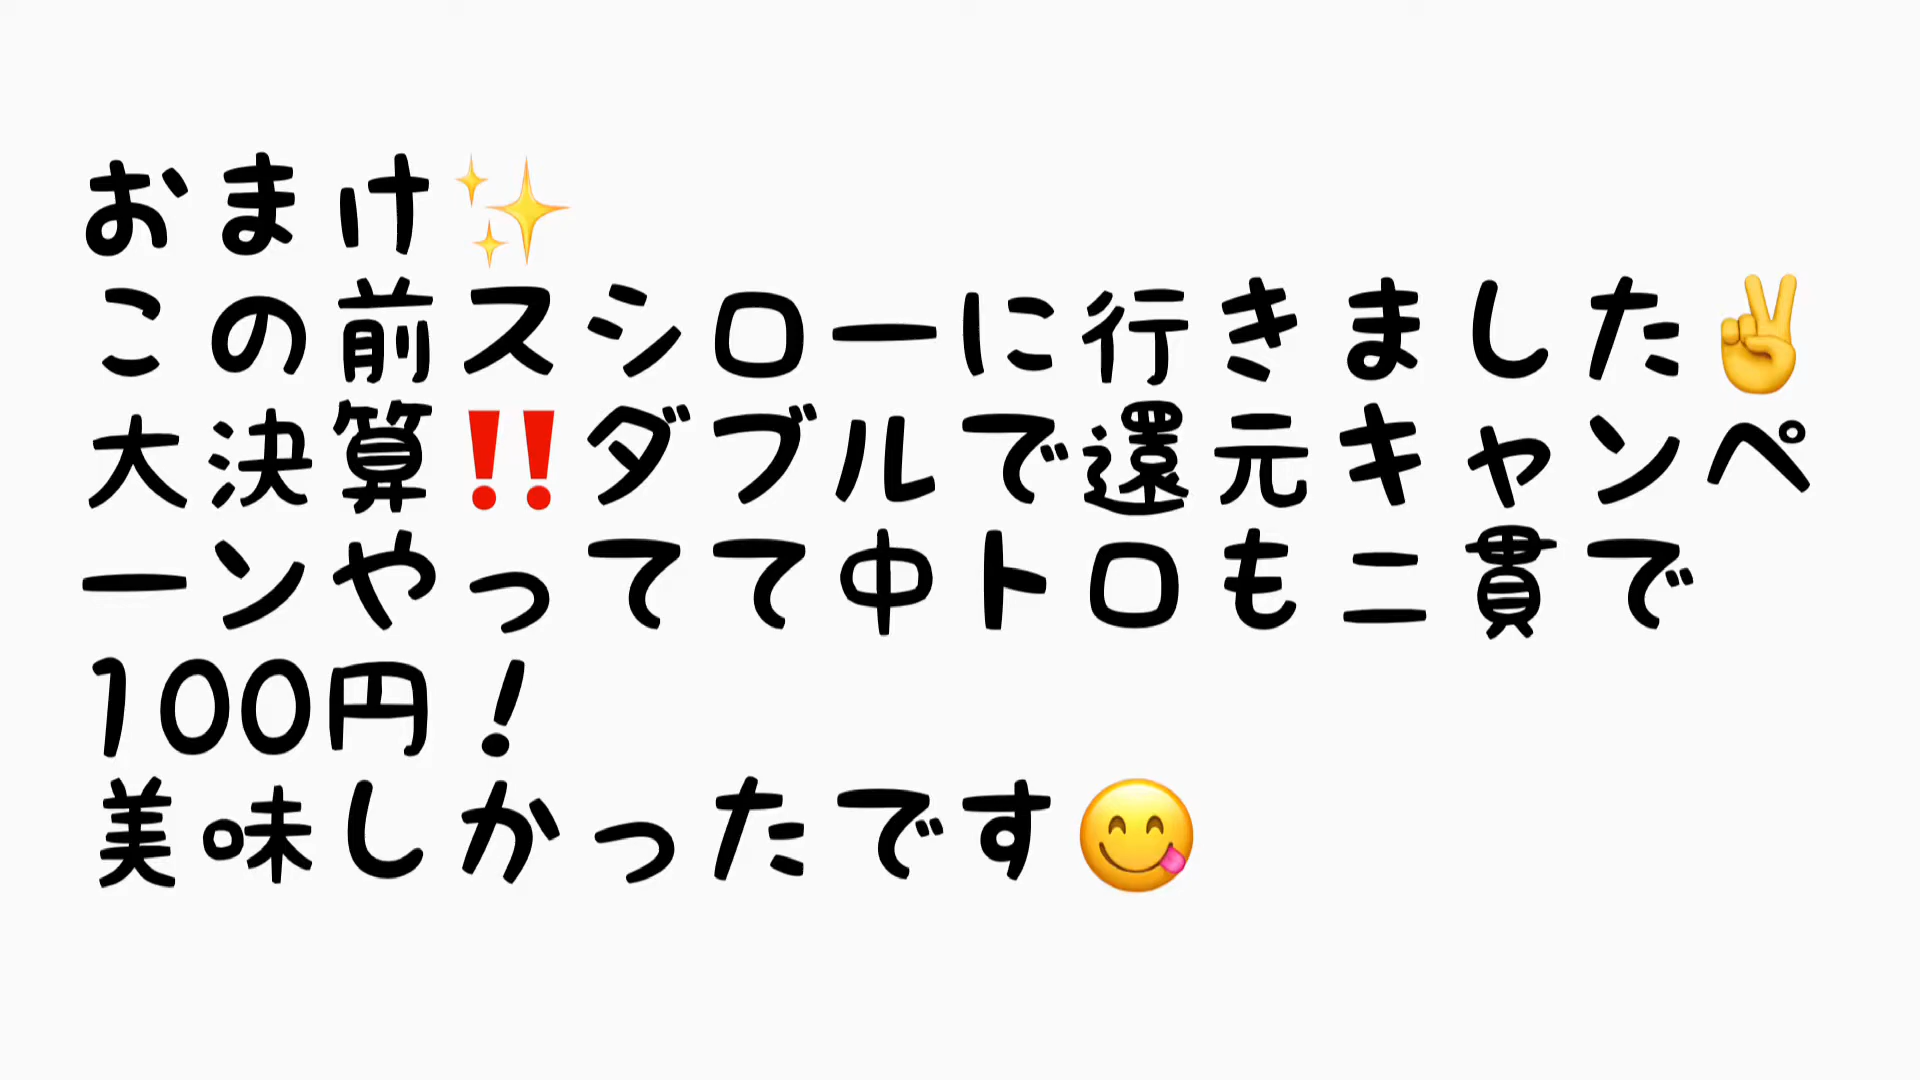 おまけ✨
この前スシローに行きました✌️
大決算‼️ダブルで還元キャンペ
ーンやってて中トロも二貫で
100円！
美味しかったです😋